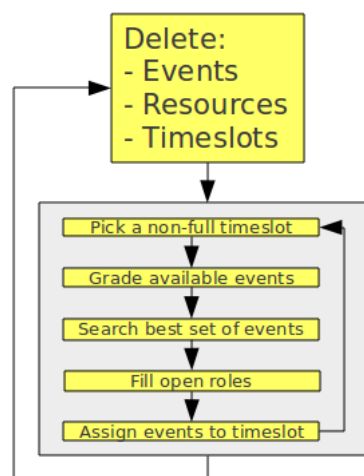 Delete:
- Events
- Resources
- Timeslots
Pick a non-full timeslot
Grade available events
Search best set of events
Fill open roles
Assign events to timeslot